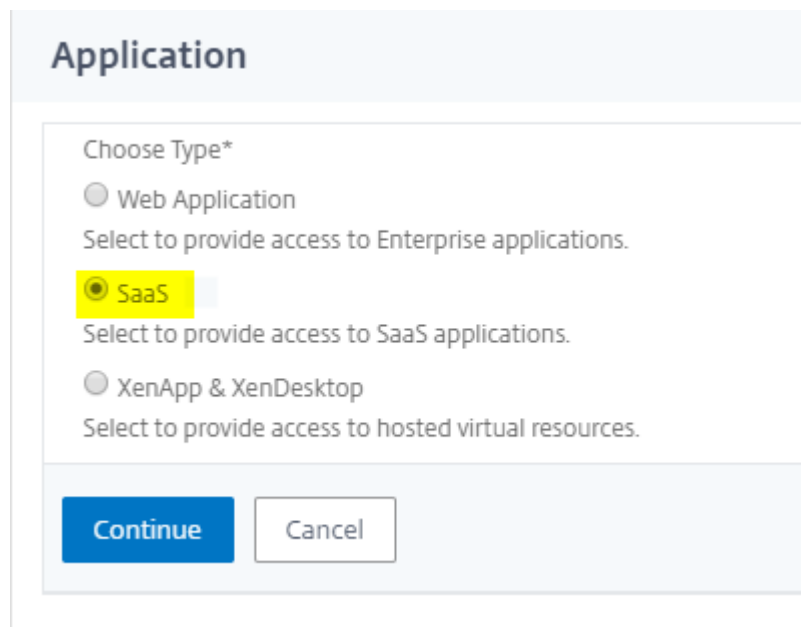 Application
Choose Type*
Web Application
Select to provide access to Enterprise applications.
SaaS
Select to provide access to SaaS applications.
XenApp & XenDesktop
Select to provide access to hosted virtual resources.
Continue
Cancel